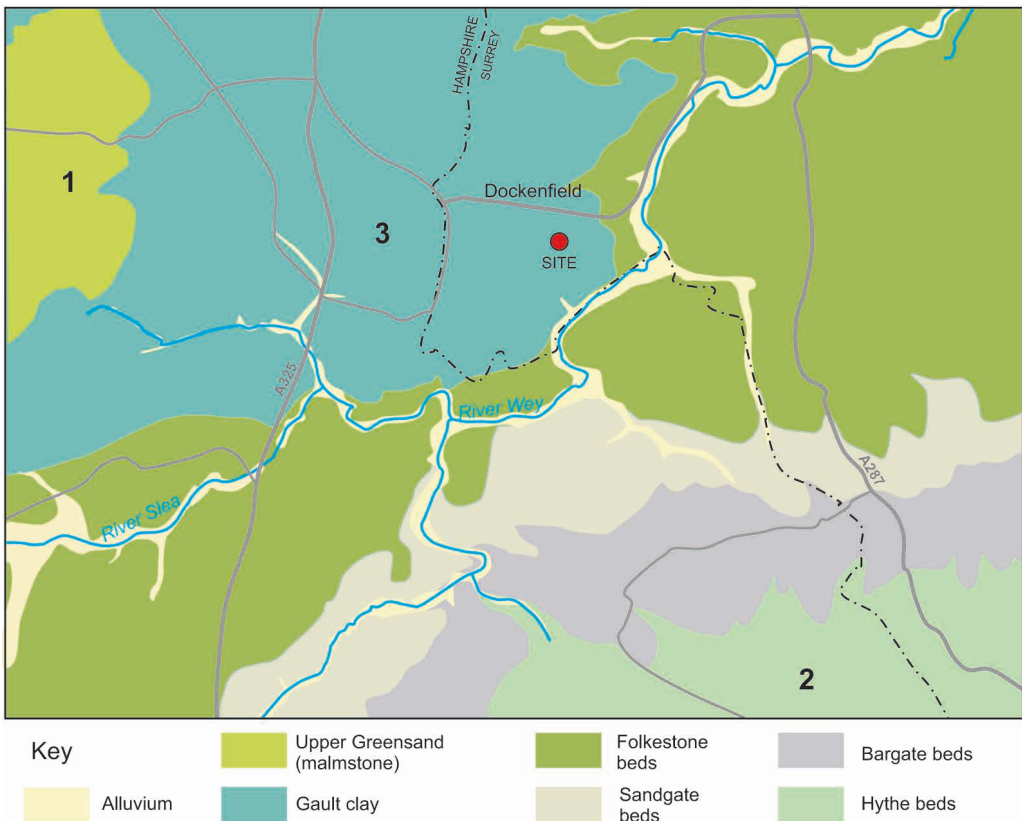 HAMPSHIRE
SURREY
1
Dockenfield
3
SITE
A325
River Wey
A287
River Slea
2
Key
Upper Greensand
(malmstone)
Folkestone
beds
Bargate beds
Alluvium
Gault clay
Sandgate
beds
Hythe beds